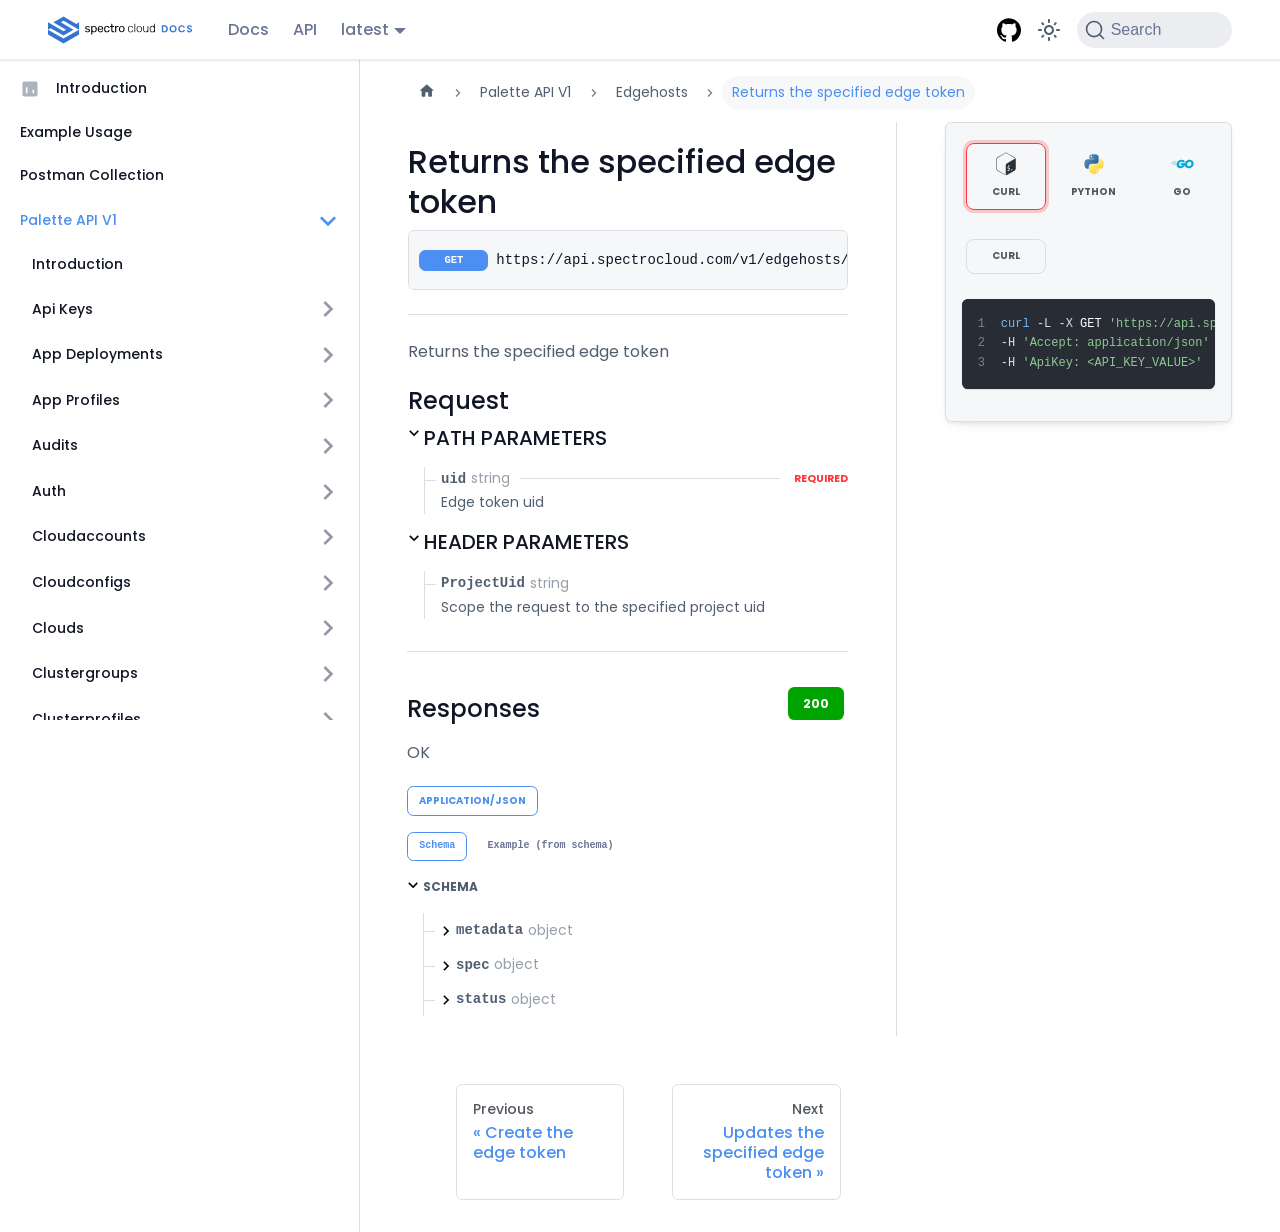 spectro cloud DOCS
Docs
API
latest
Search
Introduction
Example Usage
Postman Collection
Palette API V1
Introduction
Api Keys
App Deployments
App Profiles
Audits
Auth
Cloudaccounts
Cloudconfigs
Clouds
Clustergroups
Clusterprofiles
Palette API V1
Edgehosts
Returns the specified edge token
Returns the specified edge
token
GET https://api.spectrocloud.com/v1/edgehosts/
Returns the specified edge token
Request
PATH PARAMETERS
uid string REQUIRED
Edge token uid
HEADER PARAMETERS
ProjectUid string
Scope the request to the specified project uid
Responses
200
OK
APPLICATION/JSON
Schema
Example (from schema)
SCHEMA
metadata object
spec object
status object
Previous
« Create the
edge token
Next
Updates the
specified edge
token »
CURL
PYTHON
GO
CURL
1 curl -L -X GET 'https://api.sp
2 -H 'Accept: application/json'
3 -H 'ApiKey: <API_KEY_VALUE>'